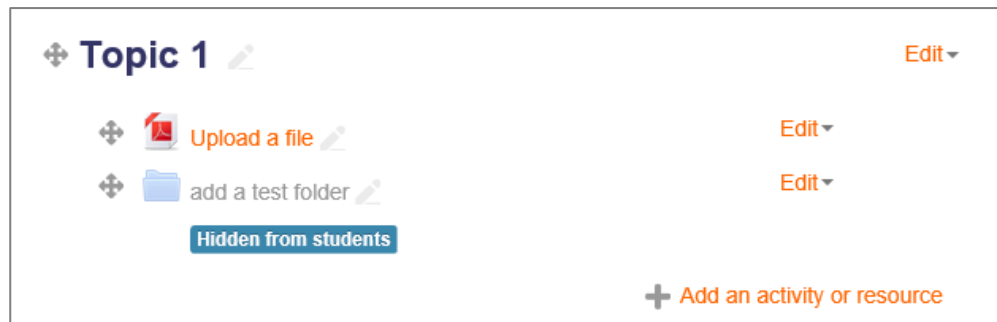 Topic 1 Edit
Upload a file Edit
add a test folder Edit
Hidden from students
Add an activity or resource